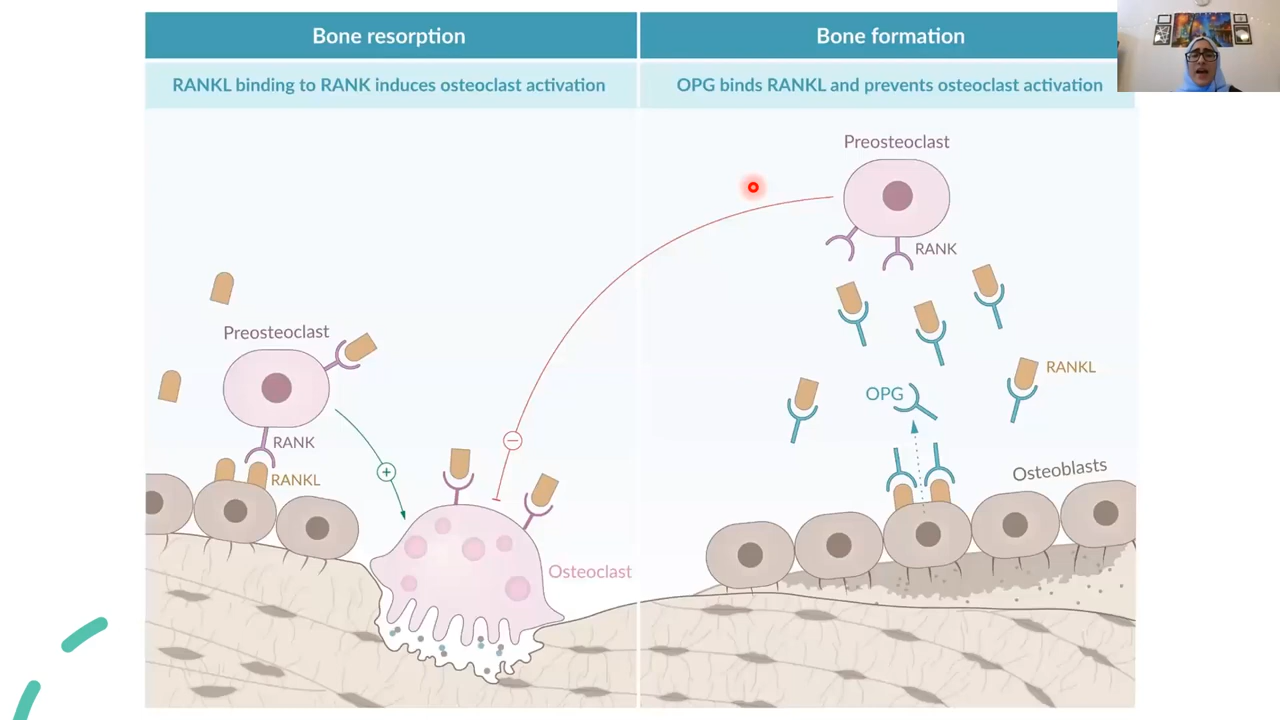 Bone resorption
RANKL binding to RANK induces osteoclast activation
Preosteoclast
RANK
RANKL
+
Osteoclast
Bone formation
OPG binds RANKL and prevents osteoclast activation
Preosteoclast
RANK
RANKL
OPG
Osteoblasts
−